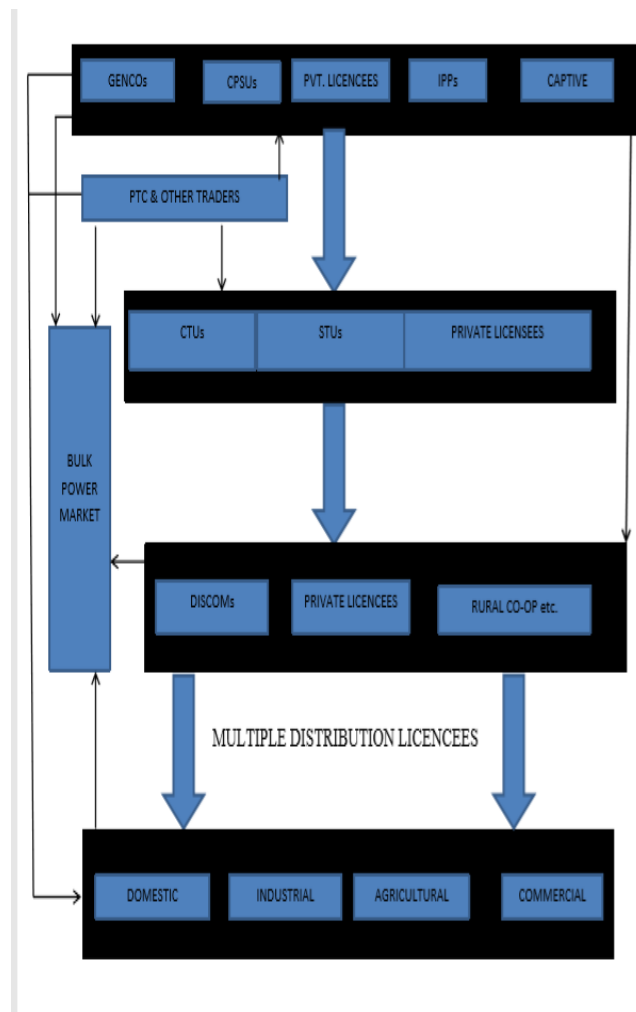 GENCOs
CPSUs
PVT. LICENCEES
IPPs
CAPTIVE
PTC & OTHER TRADERS
CTUs
STUs
PRIVATE LICENSEES
BULK
POWER
MARKET
DISCOMs
PRIVATE LICENCEES
RURAL CO-OP etc.
MULTIPLE DISTRIBUTION LICENCEES
DOMESTIC
INDUSTRIAL
AGRICULTURAL
COMMERCIAL